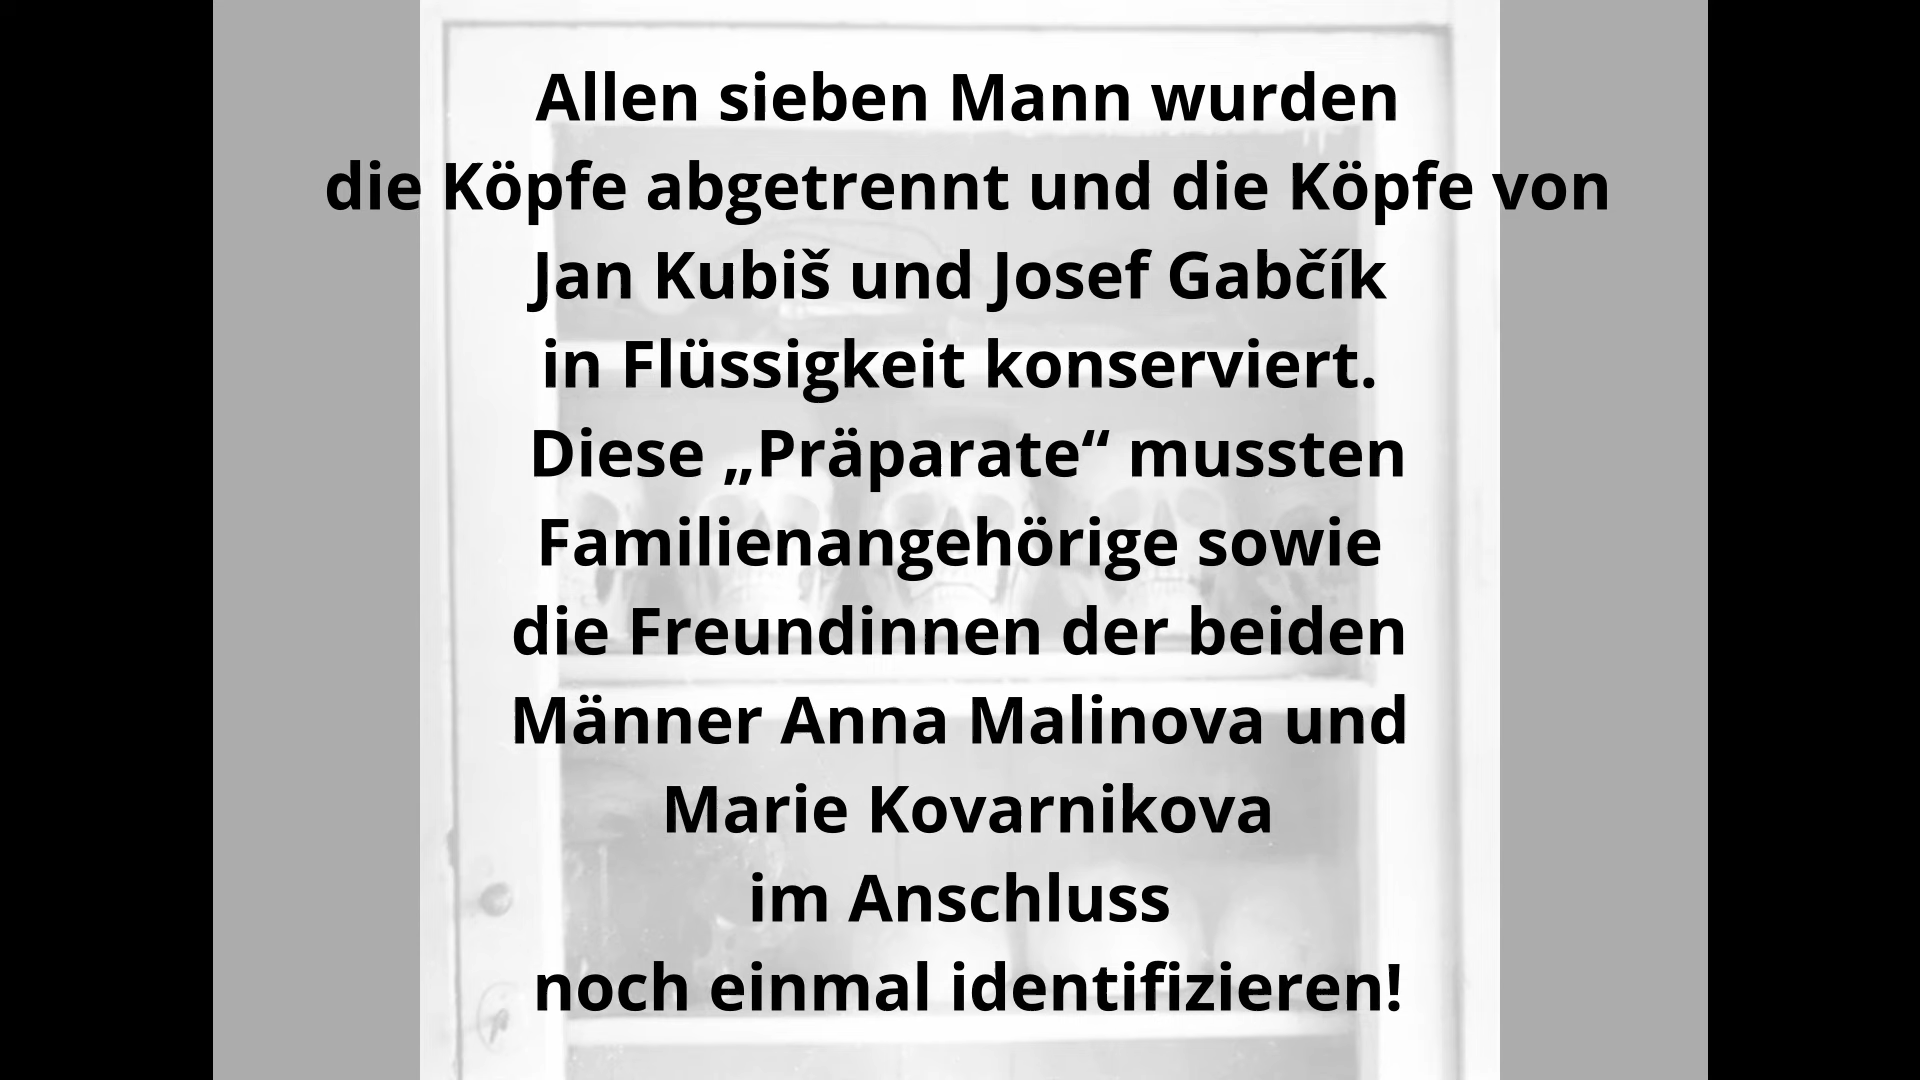 Allen sieben Mann wurden
die Köpfe abgetrennt und die Köpfe von
Jan Kubiš und Josef Gabčík
in Flüssigkeit konserviert.
Diese „Präparate“ mussten
Familienangehörige sowie
die Freundinnen der beiden
Männer Anna Malinova und
Marie Kovarnikova
im Anschluss
noch einmal identifizieren!